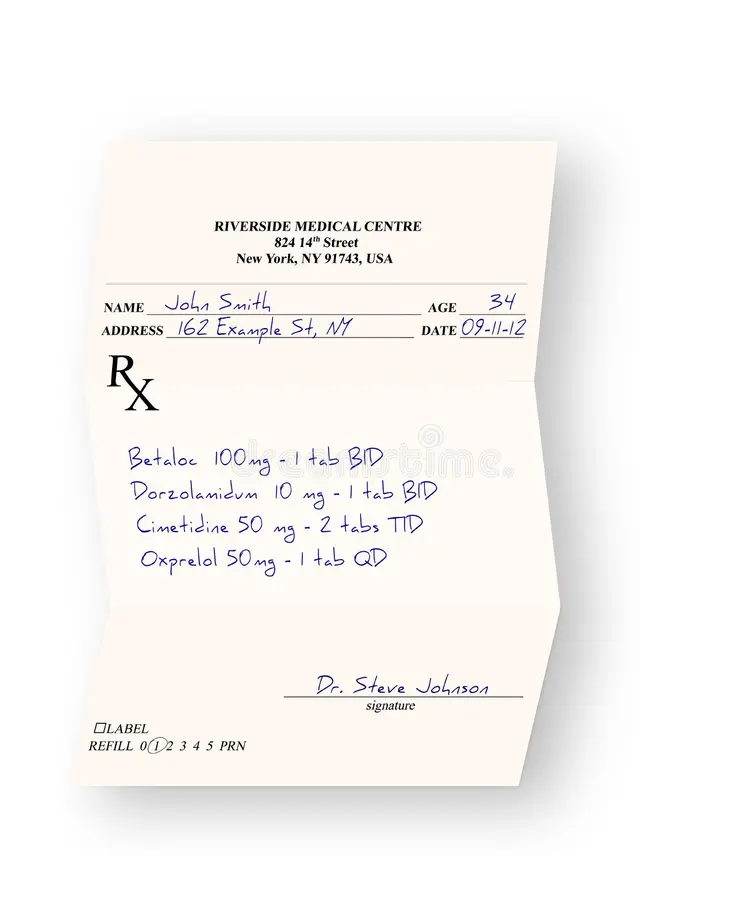 RIVERSIDE MEDICAL CENTRE
824 14th Street
New York, NY 91743, USA
NAME John Smith AGE 34
ADDRESS 162 Example St, NY DATE 09-11-12
Rx
Betaloc 100mg - 1 tab BID
Dorzolamidum 10 mg - 1 tab BID
Cimetidine 50 mg - 2 tabs TID
Oxprelol 50mg - 1 tab QD
dreamstime.
Dr. Steve Johnson
signature
LABEL
REFILL 0 1 2 3 4 5 PRN